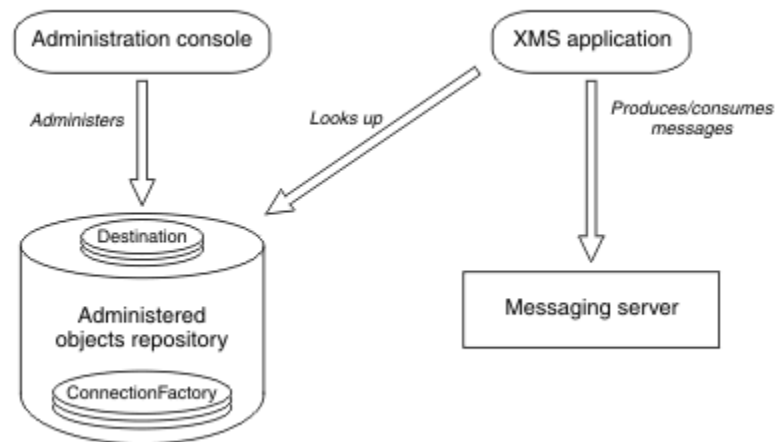 Administration console
XMS application
Administers
Looks up
Produces/consumes
messages
Destination
Administered
objects repository
ConnectionFactory
Messaging server